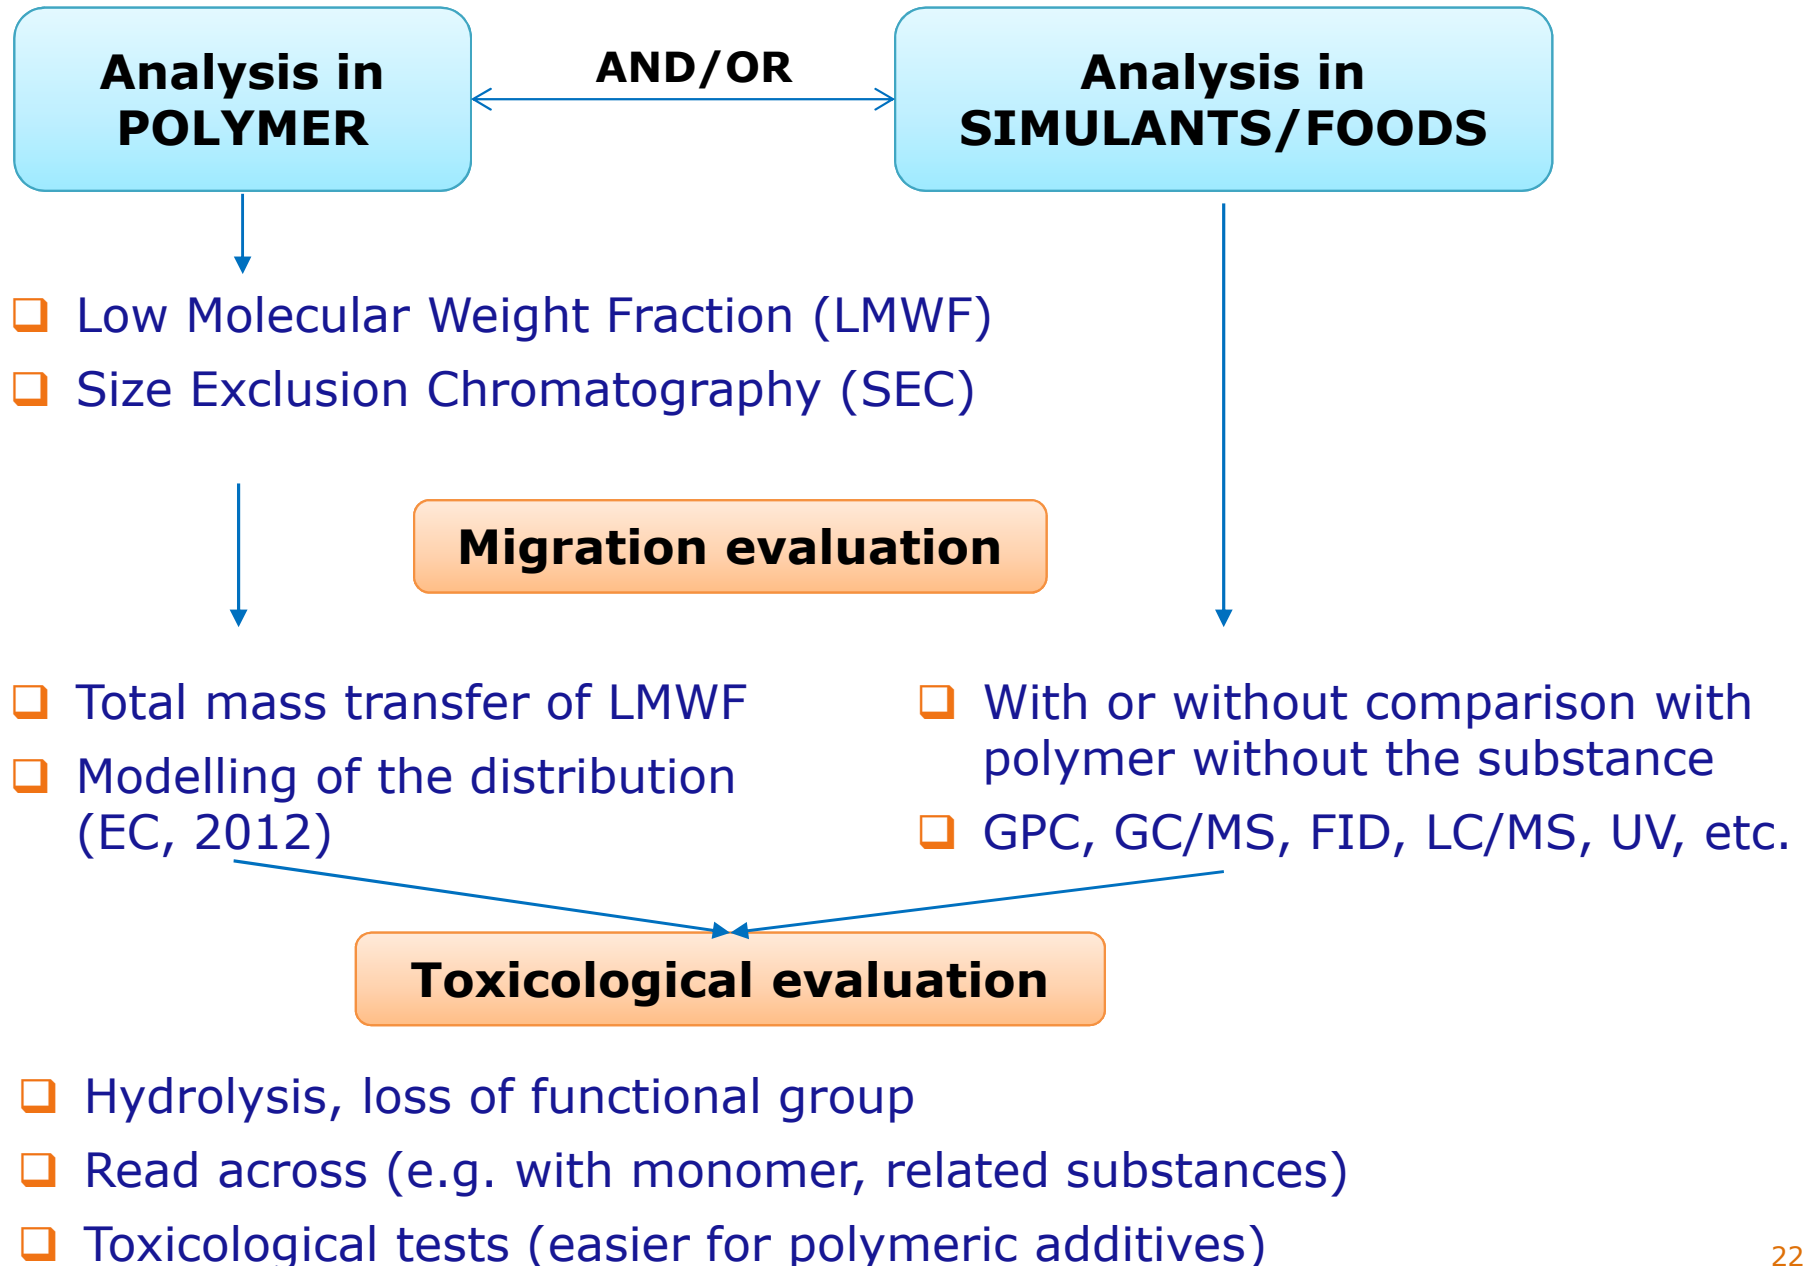 Analysis in
POLYMER
AND/OR
Analysis in
SIMULANTS/FOODS
Low Molecular Weight Fraction (LMWF)
Size Exclusion Chromatography (SEC)
Migration evaluation
Total mass transfer of LMWF
Modelling of the distribution
(EC, 2012)
With or without comparison with
polymer without the substance
GPC, GC/MS, FID, LC/MS, UV, etc.
Toxicological evaluation
Hydrolysis, loss of functional group
Read across (e.g. with monomer, related substances)
Toxicological tests (easier for polymeric additives)
22